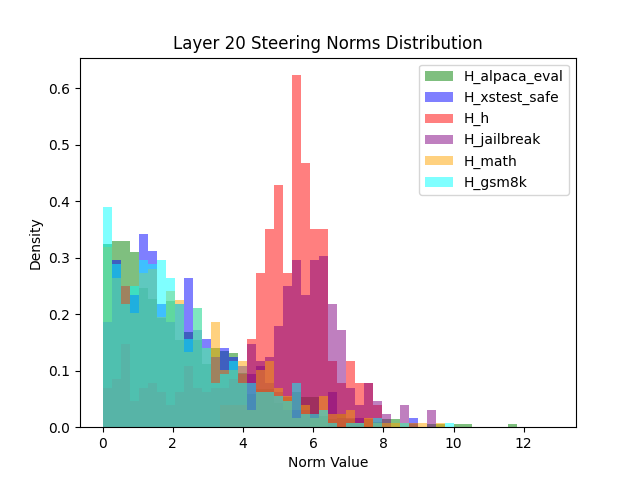 Layer 20 Steering Norms Distribution
H_alpaca_eval
H_xstest_safe
H_h
H_jailbreak
H_math
H_gsm8k
Density
0.6
0.5
0.4
0.3
0.2
0.1
0.0
0 2 4 6 8 10 12
Norm Value